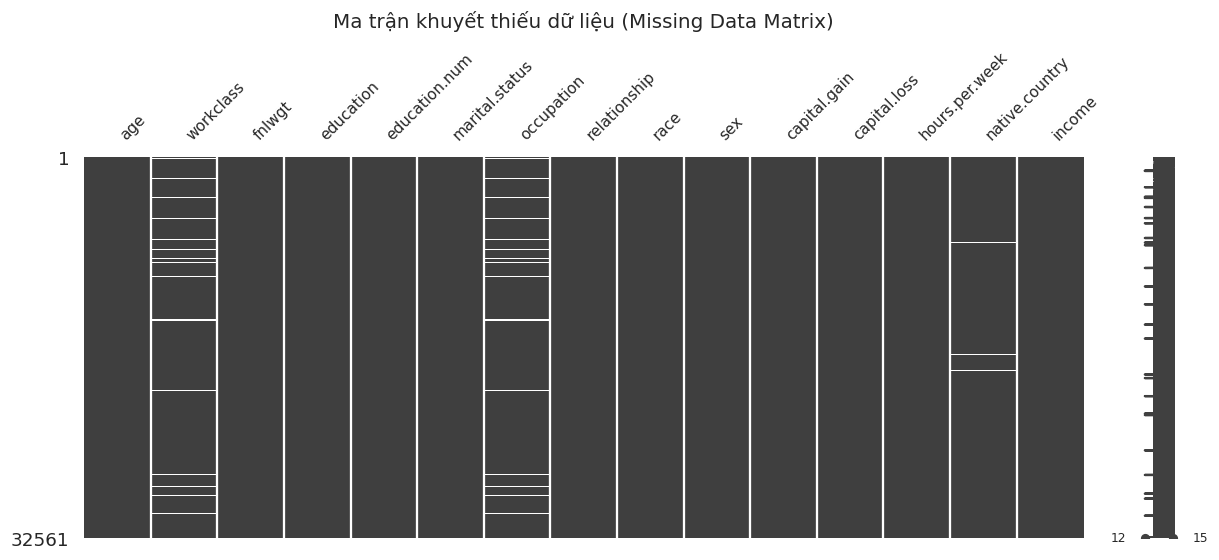 Ma trận khuyết thiếu dữ liệu (Missing Data Matrix)
age
workclass
fnlwgt
education
education.num
marital.status
occupation
relationship
race
sex
capital.gain
capital.loss
hours.per.week
native.country
income
1
32561
12
15